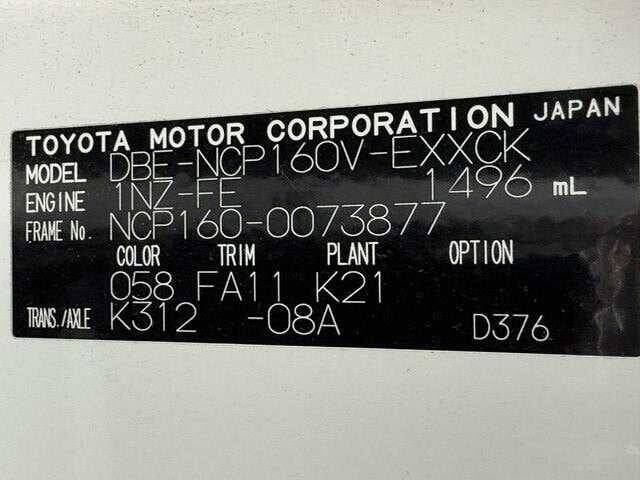 TOYOTA MOTOR CORPORATION JAPAN
MODEL DBE-NCP160V-EXXCK
ENGINE 1NZ-FE 1496 mL
FRAME No. NCP160-0073877
COLOR TRIM PLANT OPTION
058 FA11 K21
TRANS./AXLE K312 -08A D376